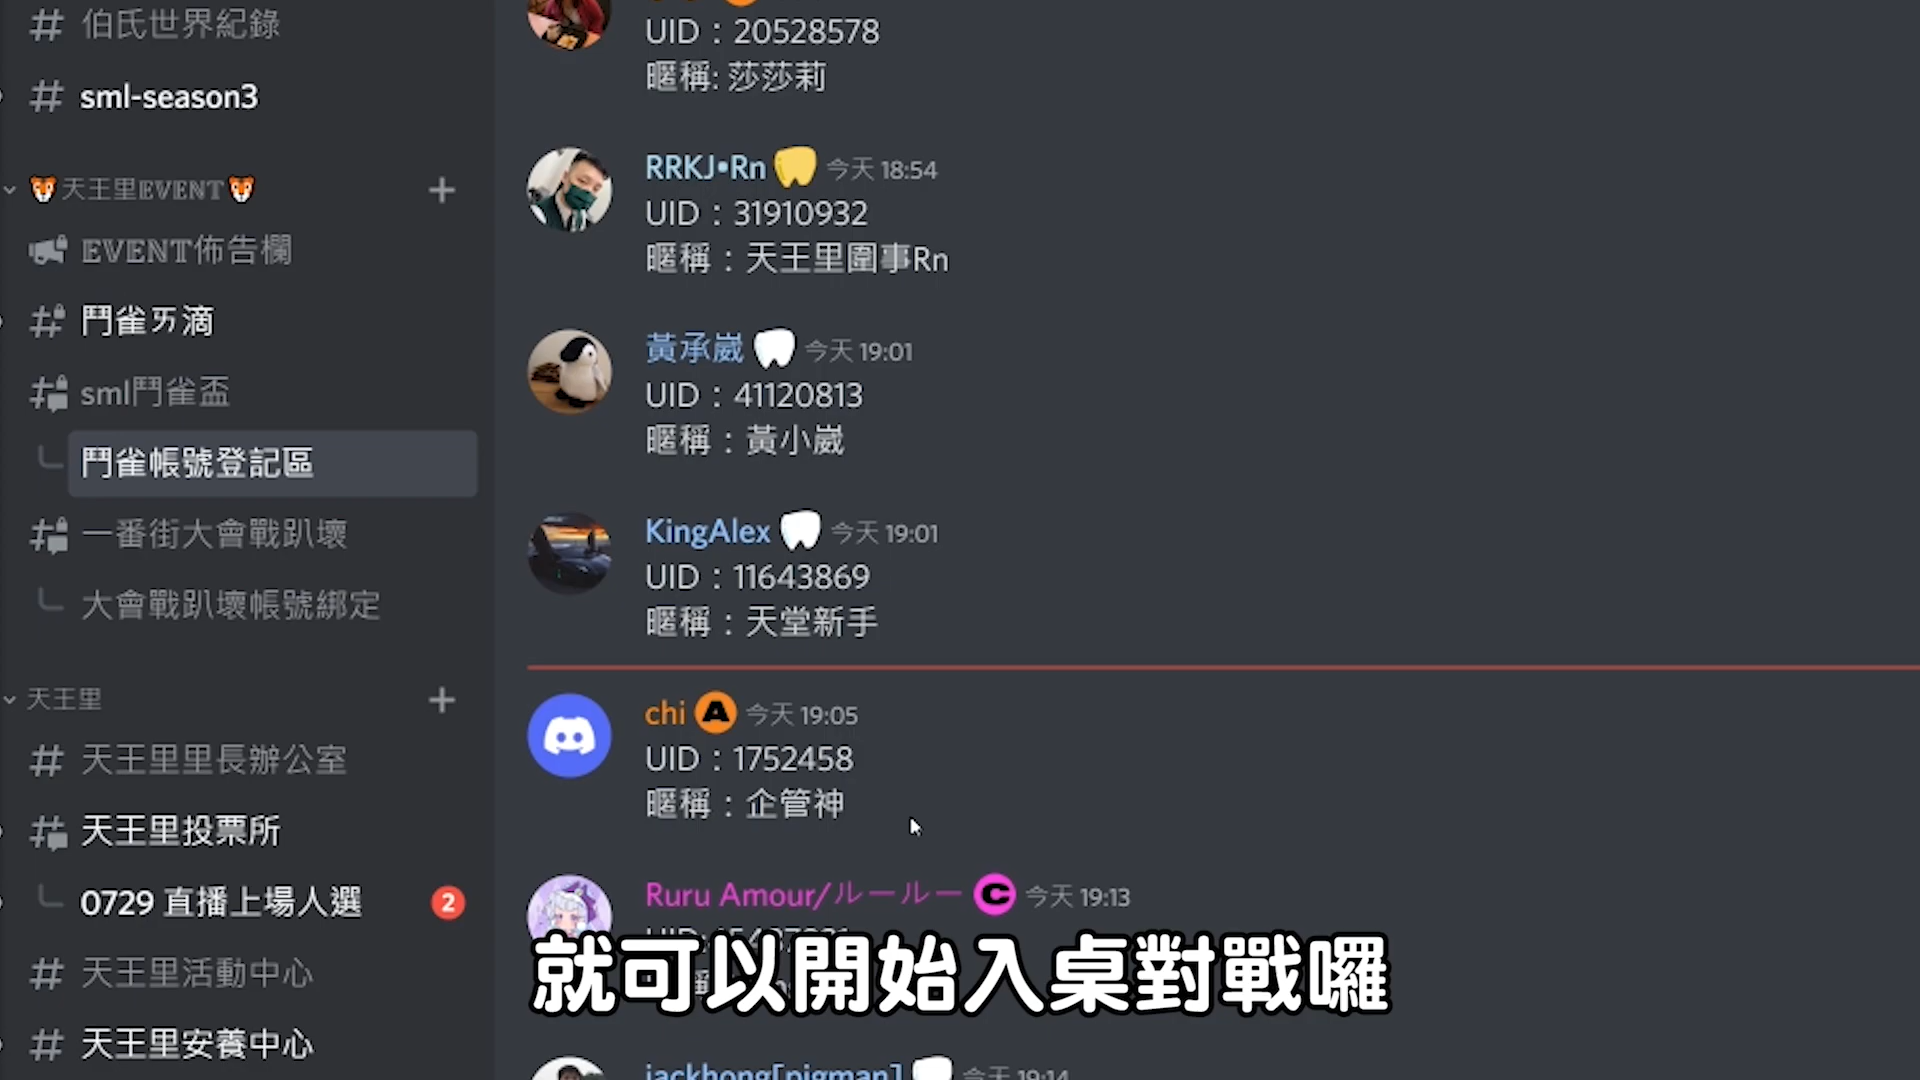 伯氏世界紀錄
sml-season3
天王里EVENT
EVENT佈告欄
鬥雀ㄞ滴
sml鬥雀盃
鬥雀帳號登記區
一番街大會戰趴壞
大會戰趴壞帳號綁定
天王里
天王里里長辦公室
天王里投票所
0729 直播上場人選
2
天王里活動中心
天王里安養中心
UID：20528578
暱稱: 莎莎莉
RRKJ•Rn 今天 18:54
UID：31910932
暱稱：天王里圍事Rn
黃承崴 今天 19:01
UID：41120813
暱稱：黃小崴
KingAlex 今天 19:01
UID：11643869
暱稱：天堂新手
chi A 今天 19:05
UID：1752458
暱稱：企管神
Ruru Amour/ルールー C 今天 19:13
就可以開始入桌對戰囉
jackhong[pigman] 今天 19:14